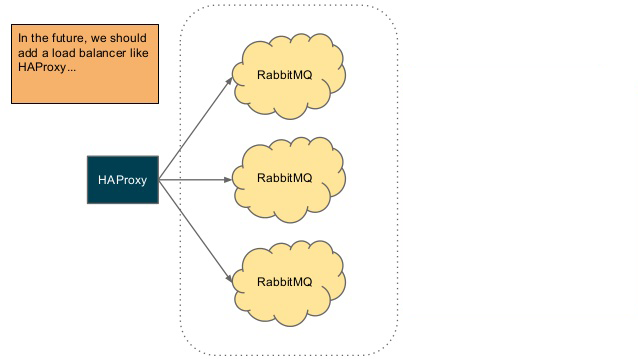 In the future, we should
add a load balancer like
HAProxy...
RabbitMQ
HAProxy
RabbitMQ
RabbitMQ